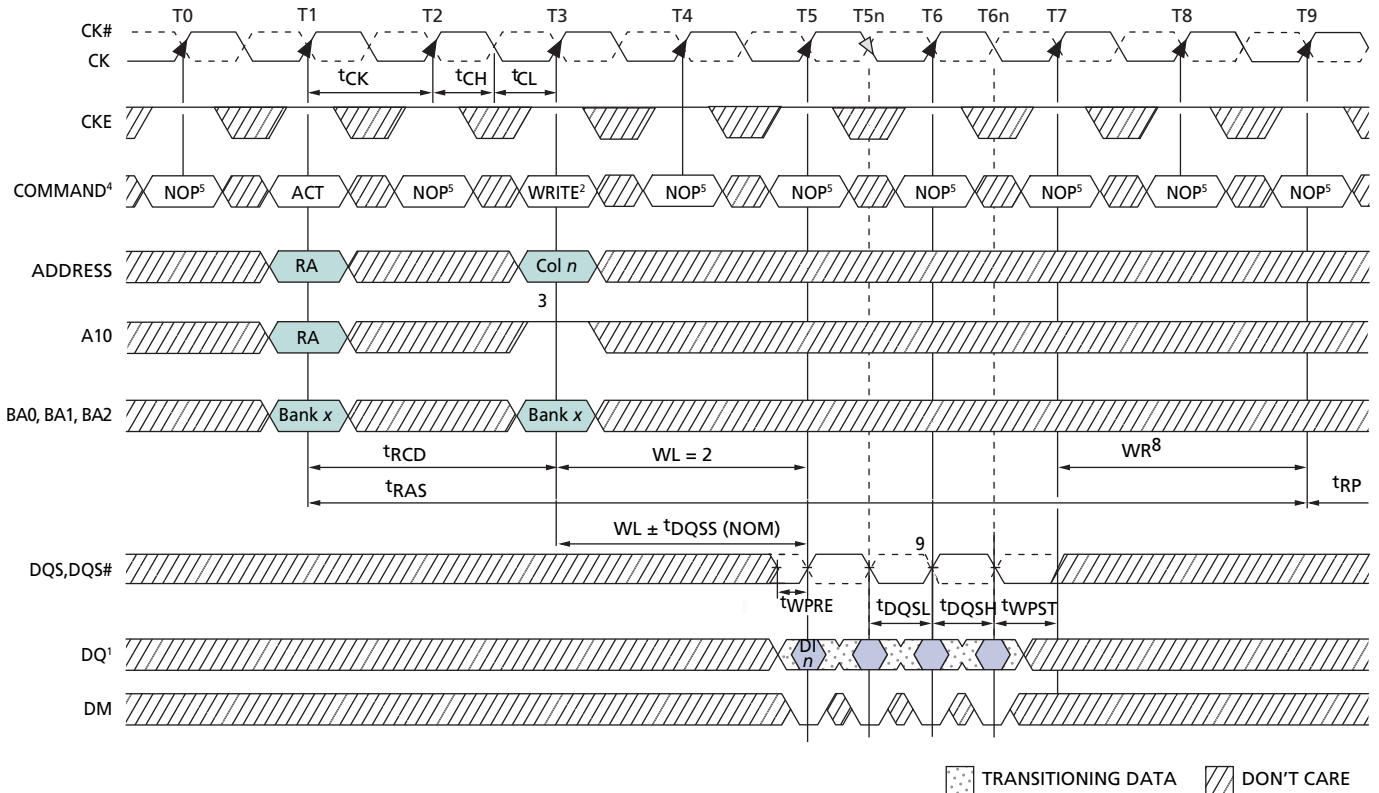 T0 T1 T2 T3 T4 T5 T5n T6 T6n T7 T8 T9
CK#
CK
tCK tCH tCL
CKE
COMMAND4 NOP5 ACT NOP5 WRITE2 NOP5 NOP5 NOP5 NOP5 NOP5 NOP5
ADDRESS RA Col n
3
A10 RA
BA0, BA1, BA2 Bank x Bank x
tRCD WL = 2 WR8
tRAS tRP
WL ± tDQSS (NOM)
9
DQS,DQS#
tWPRE tDQSL tDQSH tWPST
DQ1 DI
n
DM
TRANSITIONING DATA DON'T CARE